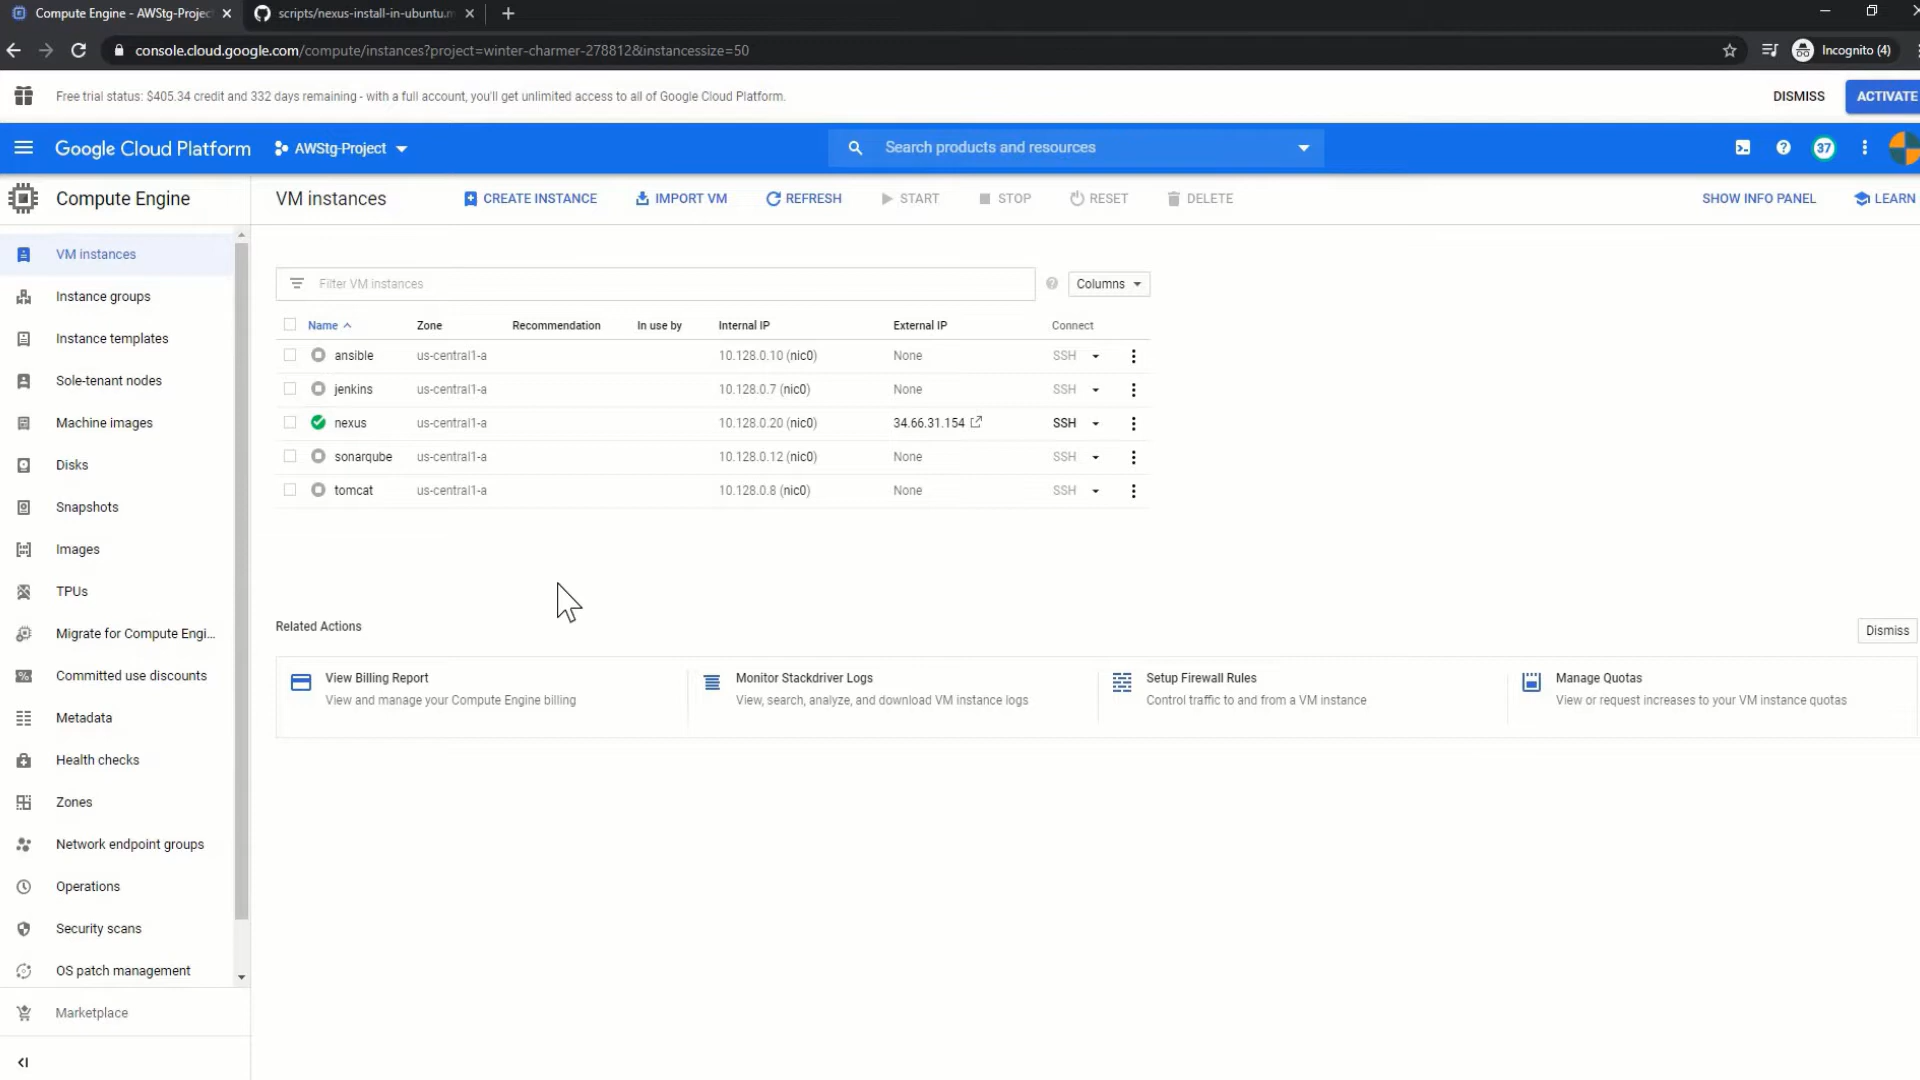 Compute Engine - AWStg-Projec
scripts/nexus-install-in-ubuntu.m
console.cloud.google.com/compute/instances?project=winter-charmer-278812&instancessize=50
Incognito (4)
Free trial status: $405.34 credit and 332 days remaining - with a full account, you'll get unlimited access to all of Google Cloud Platform.
DISMISS
ACTIVATE
Google Cloud Platform
AWStg-Project
Search products and resources
37
Compute Engine
VM instances
CREATE INSTANCE
IMPORT VM
REFRESH
START
STOP
RESET
DELETE
SHOW INFO PANEL
LEARN
VM instances
Instance groups
Instance templates
Sole-tenant nodes
Machine images
Disks
Snapshots
Images
TPUs
Migrate for Compute Engi...
Committed use discounts
Metadata
Health checks
Zones
Network endpoint groups
Operations
Security scans
OS patch management
Marketplace
Filter VM instances
Columns
Name Zone Recommendation In use by Internal IP External IP Connect
ansible us-central1-a 10.128.0.10 (nic0) None SSH
jenkins us-central1-a 10.128.0.7 (nic0) None SSH
nexus us-central1-a 10.128.0.20 (nic0) 34.66.31.154 SSH
sonarqube us-central1-a 10.128.0.12 (nic0) None SSH
tomcat us-central1-a 10.128.0.8 (nic0) None SSH
Related Actions
Dismiss
View Billing Report
View and manage your Compute Engine billing
Monitor Stackdriver Logs
View, search, analyze, and download VM instance logs
Setup Firewall Rules
Control traffic to and from a VM instance
Manage Quotas
View or request increases to your VM instance quotas